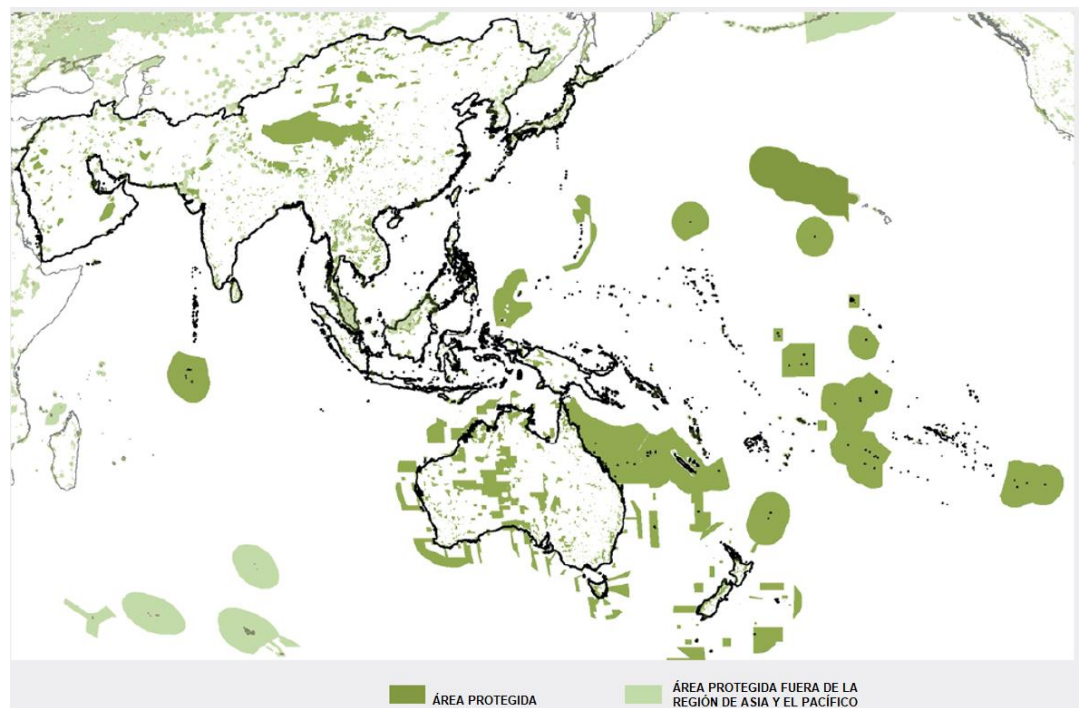 ÁREA PROTEGIDA
ÁREA PROTEGIDA FUERA DE LA
REGIÓN DE ASIA Y EL PACÍFICO